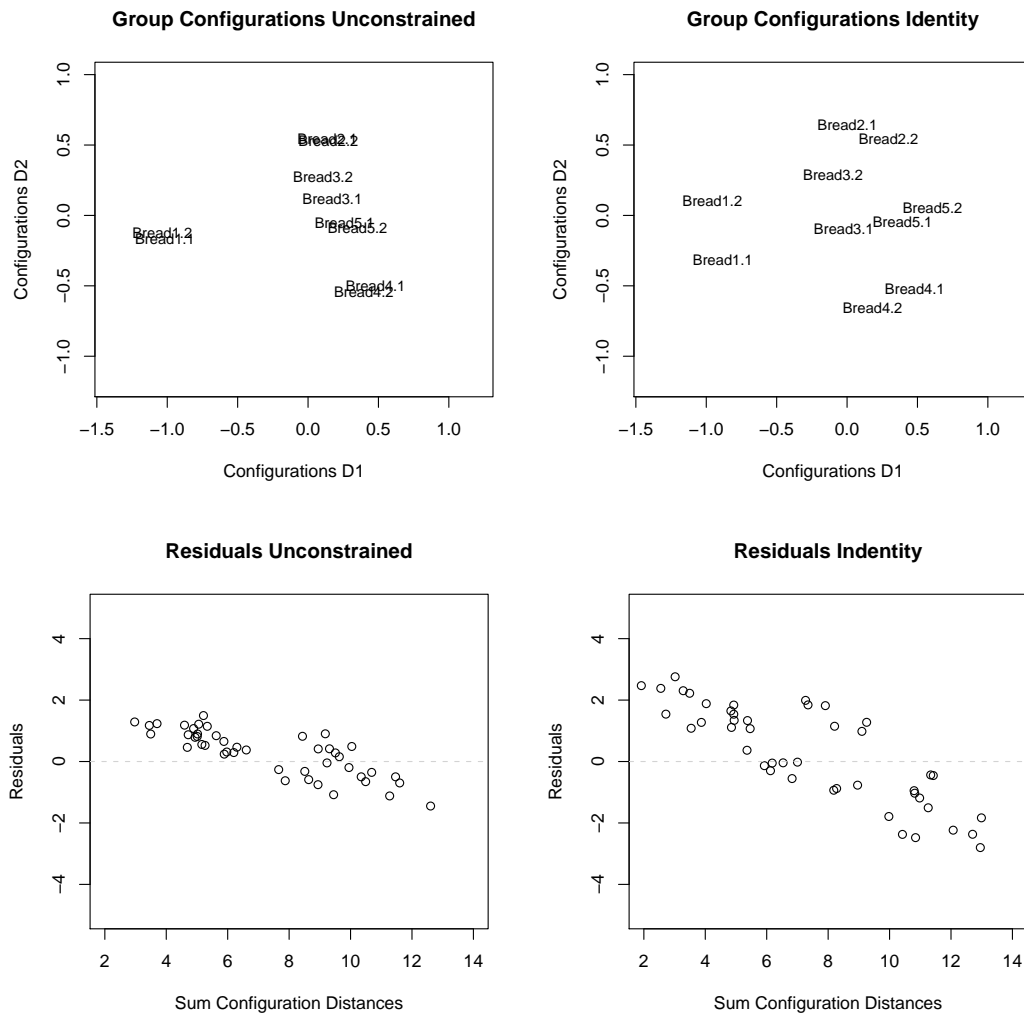 Group Configurations Unconstrained
1.0
0.5
0.0
−0.5
−1.0
Configurations D2
Bread2.1
Bread2.2
Bread3.2
Bread3.1
Bread5.1
Bread5.2
Bread1.2
Bread1.1
Bread4.1
Bread4.2
−1.5 −1.0 −0.5 0.0 0.5 1.0
Configurations D1
Group Configurations Identity
1.0
0.5
0.0
−0.5
−1.0
Configurations D2
Bread2.1
Bread2.2
Bread3.2
Bread1.2
Bread5.2
Bread5.1
Bread3.1
Bread1.1
Bread4.1
Bread4.2
−1.5 −1.0 −0.5 0.0 0.5 1.0
Configurations D1
Residuals Unconstrained
4
2
0
−2
−4
Residuals
2 4 6 8 10 12 14
Sum Configuration Distances
Residuals Indentity
4
2
0
−2
−4
Residuals
2 4 6 8 10 12 14
Sum Configuration Distances